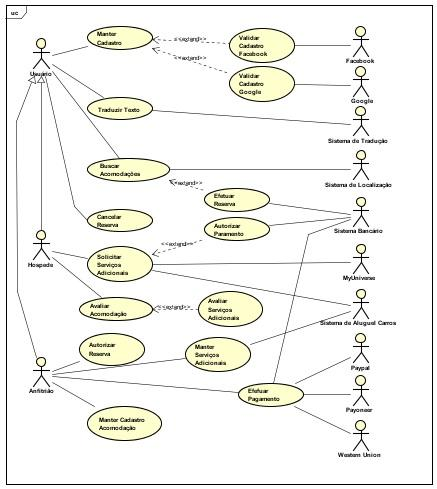 uc
Manter
Cadastro
<<extend>>
Validar
Cadastro
Facebook
Facebook
Usuário
<<extend>>
Validar
Cadastro
Google
Google
Traduzir Texto
Sistema de Tradução
Buscar
Acomodações
Sistema de Localização
<<extend>>
Efetuar
Reserva
Cancelar
Reserva
Autorizar
Paramento
Sistema Bancário
<<extend>>
Hospede
Solicitar
Serviços
Adicionais
MyUniverse
Avaliar
Acomodação
<<extend>>
Avaliar
Serviços
Adicionais
Sistema de Aluguel Carros
Autorizar
Reserva
Manter
Serviços
Adicionais
Paypal
Anfitrião
Efefuar
Pagamento
Payoneer
Manter Cadastro
Acomodação
Western Union